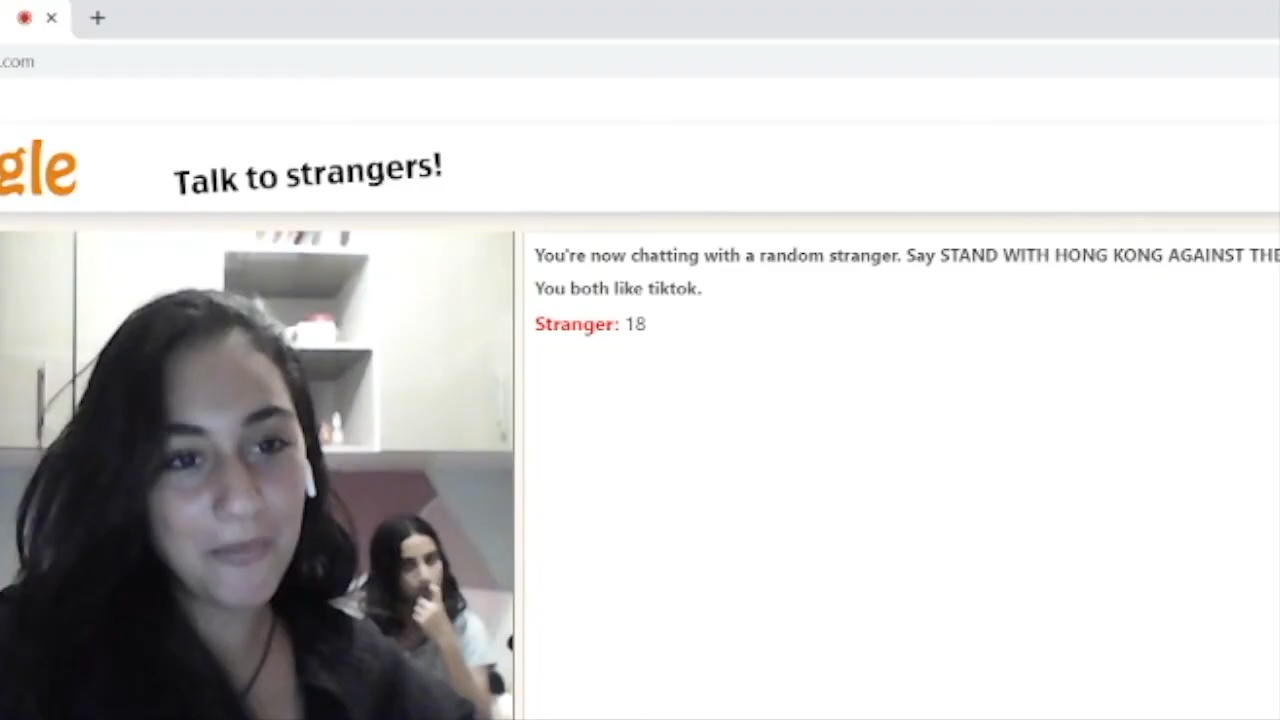 .com
gle
Talk to strangers!
You're now chatting with a random stranger. Say STAND WITH HONG KONG AGAINST THE
You both like tiktok.
Stranger: 18